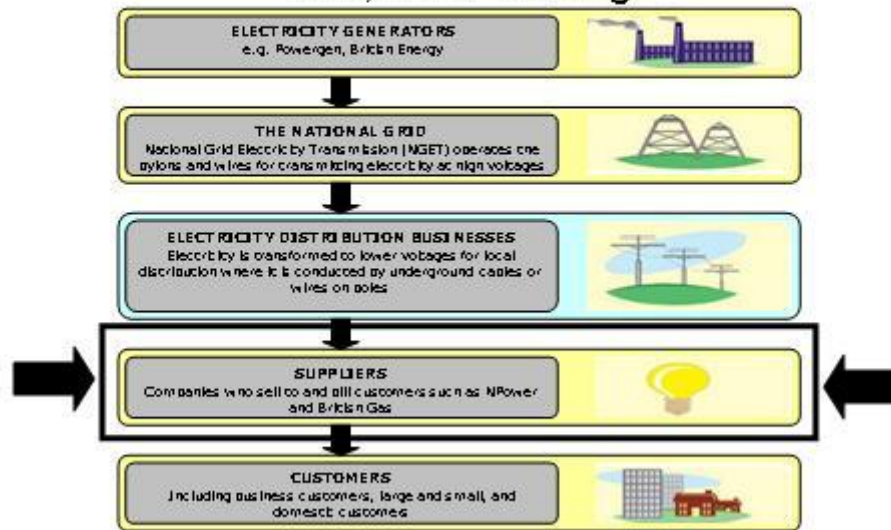 ELECTRICITY GENERATORS
e.g. Powergen, British Energy
THE NATIONAL GRID
National Grid Electricity Transmission (NGET) operates the
pylons and wires for transmitting electricity at high voltages
ELECTRICITY DISTRIBUTION BUSINESSES
Electricity is transformed to lower voltages for local
distribution where it is conducted by underground cables or
wires on poles
SUPPLIERS
Companies who sell to and bill customers such as NPower
and British Gas
CUSTOMERS
Including business customers, large and small, and
domestic customers